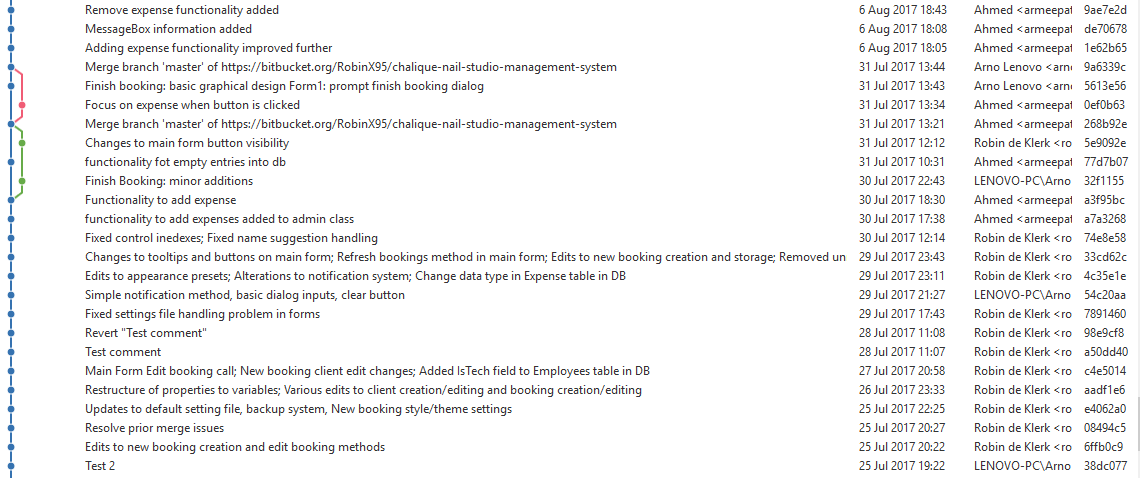 Remove expense functionality added 6 Aug 2017 18:43 Ahmed <armeepat 9ae7e2d
MessageBox information added 6 Aug 2017 18:08 Ahmed <armeepat de70678
Adding expense functionality improved further 6 Aug 2017 18:05 Ahmed <armeepat 1e62b65
Merge branch 'master' of https://bitbucket.org/RobinX95/chalique-nail-studio-management-system 31 Jul 2017 13:44 Arno Lenovo <arn 9a6339c
Finish booking: basic graphical design Form1: prompt finish booking dialog 31 Jul 2017 13:43 Arno Lenovo <arn 5613e56
Focus on expense when button is clicked 31 Jul 2017 13:34 Ahmed <armeepat 0ef0b63
Merge branch 'master' of https://bitbucket.org/RobinX95/chalique-nail-studio-management-system 31 Jul 2017 13:21 Ahmed <armeepat 268b92e
Changes to main form button visibility 31 Jul 2017 12:12 Robin de Klerk <ro 5e9092e
functionality fot empty entries into db 31 Jul 2017 10:31 Ahmed <armeepat 77d7b07
Finish Booking: minor additions 30 Jul 2017 22:43 LENOVO-PC\Arno 32f1155
Functionality to add expense 30 Jul 2017 18:30 Ahmed <armeepat a3f95bc
functionality to add expenses added to admin class 30 Jul 2017 17:38 Ahmed <armeepat a7a3268
Fixed control inedexes; Fixed name suggestion handling 30 Jul 2017 12:14 Robin de Klerk <ro 74e8e58
Changes to tooltips and buttons on main form; Refresh bookings method in main form; Edits to new booking creation and storage; Removed un 29 Jul 2017 23:43 Robin de Klerk <ro 33cd62c
Edits to appearance presets; Alterations to notification system; Change data type in Expense table in DB 29 Jul 2017 23:11 Robin de Klerk <ro 4c35e1e
Simple notification method, basic dialog inputs, clear button 29 Jul 2017 21:27 LENOVO-PC\Arno 54c20aa
Fixed settings file handling problem in forms 29 Jul 2017 17:43 Robin de Klerk <ro 7891460
Revert "Test comment" 28 Jul 2017 11:08 Robin de Klerk <ro 98e9cf8
Test comment 28 Jul 2017 11:07 Robin de Klerk <ro a50dd40
Main Form Edit booking call; New booking client edit changes; Added IsTech field to Employees table in DB 27 Jul 2017 20:58 Robin de Klerk <ro c4e5014
Restructure of properties to variables; Various edits to client creation/editing and booking creation/editing 26 Jul 2017 23:33 Robin de Klerk <ro aadf1e6
Updates to default setting file, backup system, New booking style/theme settings 25 Jul 2017 22:25 Robin de Klerk <ro e4062a0
Resolve prior merge issues 25 Jul 2017 20:27 Robin de Klerk <ro 08494c5
Edits to new booking creation and edit booking methods 25 Jul 2017 20:22 Robin de Klerk <ro 6ffb0c9
Test 2 25 Jul 2017 19:22 LENOVO-PC\Arno 38dc077